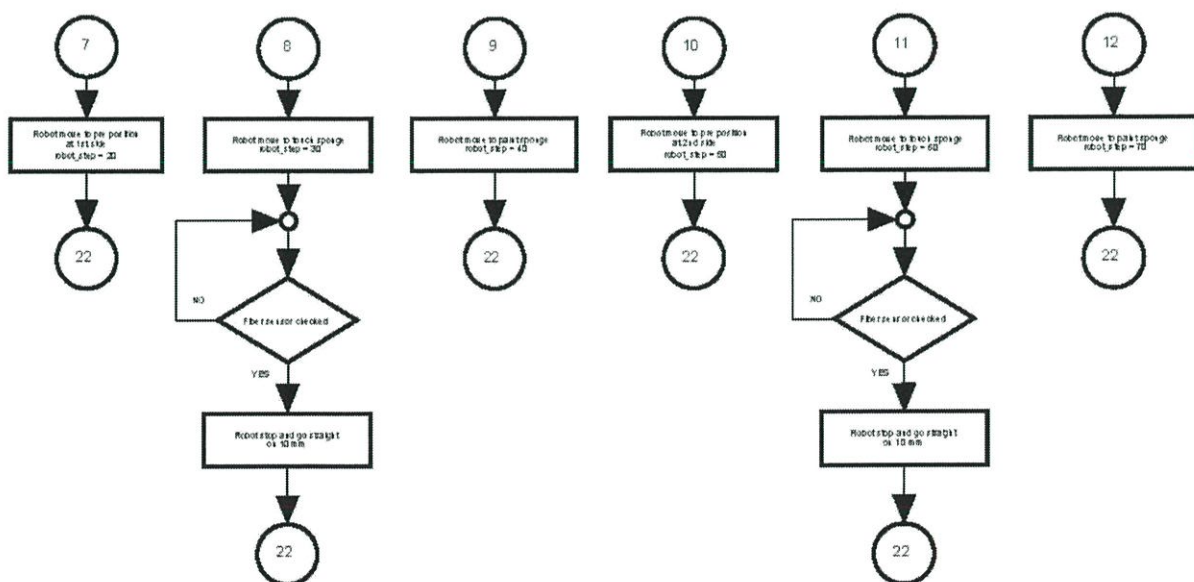 7
8
9
10
11
12
Robot move to pre position
at 1st side
robot_step = 20
Robot move to touch sponge
robot_step = 30
Robot move to paint sponge
robot_step = 40
Robot move to pre position
at 2nd side
robot_step = 50
Robot move to touch sponge
robot_step = 60
Robot move to paint sponge
robot_step = 70
22
22
22
22
NO
Fiber sensor checked
YES
NO
Fiber sensor checked
YES
Robot stop and go straight
on 10 mm
Robot stop and go straight
on 10 mm
22
22